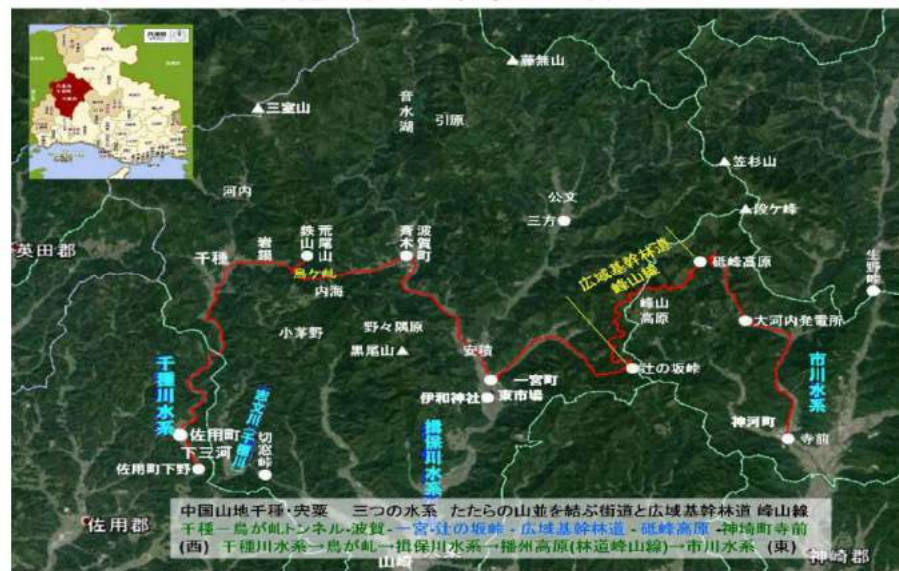 兵庫県
藤無山
三室山
音水湖
引原
笠杉山
河内
公文
三方
段ケ峰
英田郡
千種
岩鍋
鉄山
荒尾山
斉木
波賀町
広域基幹林道
峰山線
砥峰高原
生野峠
鳥ケ乢
内海
峰山
高原
大河内発電所
小茅野
野々隅原
黒尾山
安積
辻の坂峠
市川水系
千種川水系
一宮町
伊和神社
東市場
神河町
寺前
佐用町
下三河
志文川(千種川)
切窓峠
揖保川水系
佐用町下野
中国山地千種・宍粟 三つの水系 たたらの山並を結ぶ街道と広域基幹林道 峰山線
佐用郡
千種－鳥が乢トンネル-波賀-一宮・辻の坂峠-広域基幹林道-砥峰高原-神埼町寺前
(西) 千種川水系→鳥が乢→揖保川水系→播州高原(林道峰山線)→市川水系 (東)
山崎
神崎郡